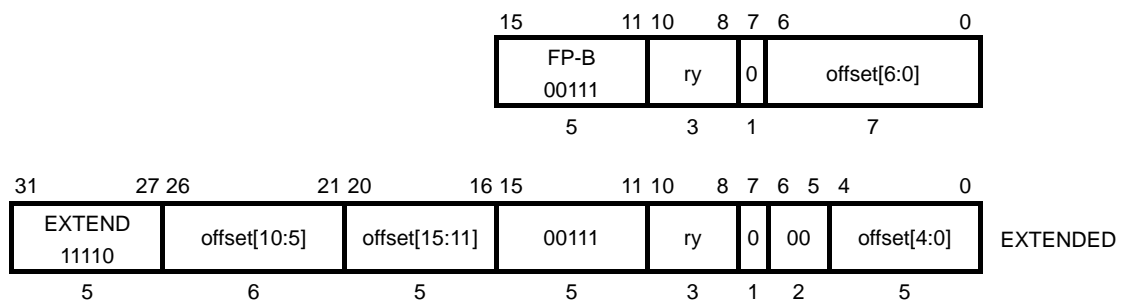 15 11 10 8 7 6 0
FP-B
00111 ry 0 offset[6:0]
5 3 1 7
31 27 26 21 20 16 15 11 10 8 7 6 5 4 0
EXTEND
11110 offset[10:5] offset[15:11] 00111 ry 0 00 offset[4:0] EXTENDED
5 6 5 5 3 1 2 5